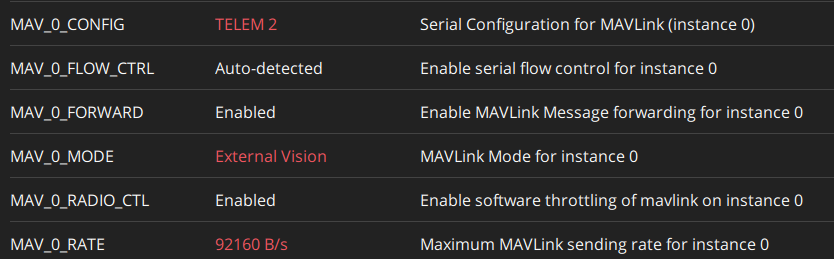 MAV_0_CONFIG TELEM 2 Serial Configuration for MAVLink (instance 0)
MAV_0_FLOW_CTRL Auto-detected Enable serial flow control for instance 0
MAV_0_FORWARD Enabled Enable MAVLink Message forwarding for instance 0
MAV_0_MODE External Vision MAVLink Mode for instance 0
MAV_0_RADIO_CTL Enabled Enable software throttling of mavlink on instance 0
MAV_0_RATE 92160 B/s Maximum MAVLink sending rate for instance 0